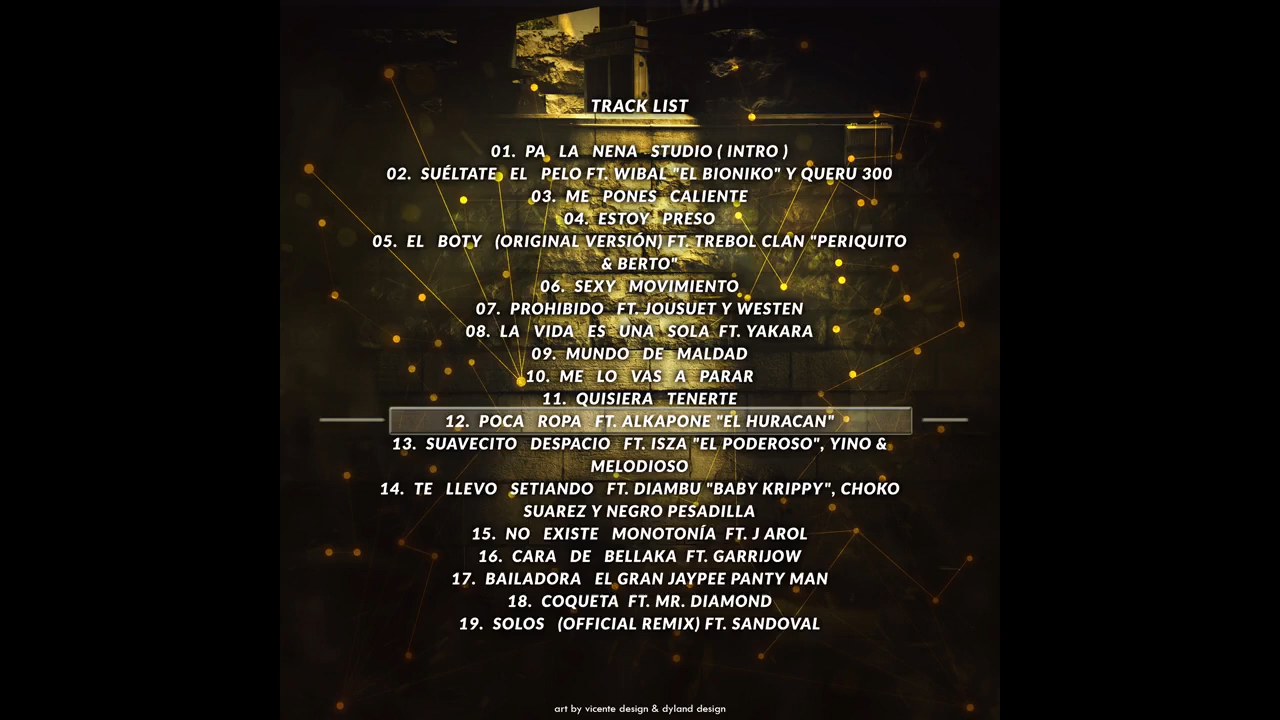 TRACK LIST
01. PA LA NENA STUDIO ( INTRO )
02. SUÉLTATE EL PELO FT. WIBAL "EL BIONIKO" Y QUERU 300
03. ME PONES CALIENTE
04. ESTOY PRESO
05. EL BOTY (ORIGINAL VERSIÓN) FT. TREBOL CLAN "PERIQUITO
& BERTO"
06. SEXY MOVIMIENTO
07. PROHIBIDO FT. JOUSUET Y WESTEN
08. LA VIDA ES UNA SOLA FT. YAKARA
09. MUNDO DE MALDAD
10. ME LO VAS A PARAR
11. QUISIERA TENERTE
12. POCA ROPA FT. ALKAPONE "EL HURACAN"
13. SUAVECITO DESPACIO FT. ISZA "EL PODEROSO", YINO &
MELODIOSO
14. TE LLEVO SETIANDO FT. DIAMBU "BABY KRIPPY", CHOKO
SUAREZ Y NEGRO PESADILLA
15. NO EXISTE MONOTONÍA FT. J AROL
16. CARA DE BELLAKA FT. GARRIJOW
17. BAILADORA EL GRAN JAYPEE PANTY MAN
18. COQUETA FT. MR. DIAMOND
19. SOLOS (OFFICIAL REMIX) FT. SANDOVAL
art by vicente design & dyland design